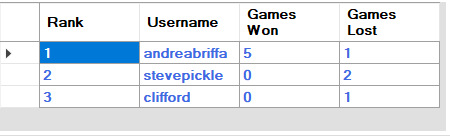 Rank Username Games Won Games Lost
1 andreabriffa 5 1
2 stevepickle 0 2
3 clifford 0 1